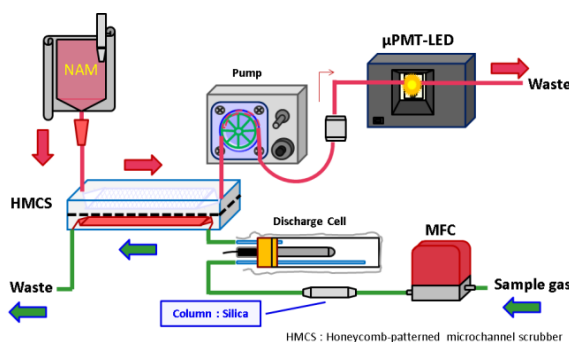 µPMT-LED
NAM
Pump
Waste
HMCS
Discharge Cell
MFC
Waste
Sample gas
Column : Silica
HMCS : Honeycomb-patterned microchannel scrubber